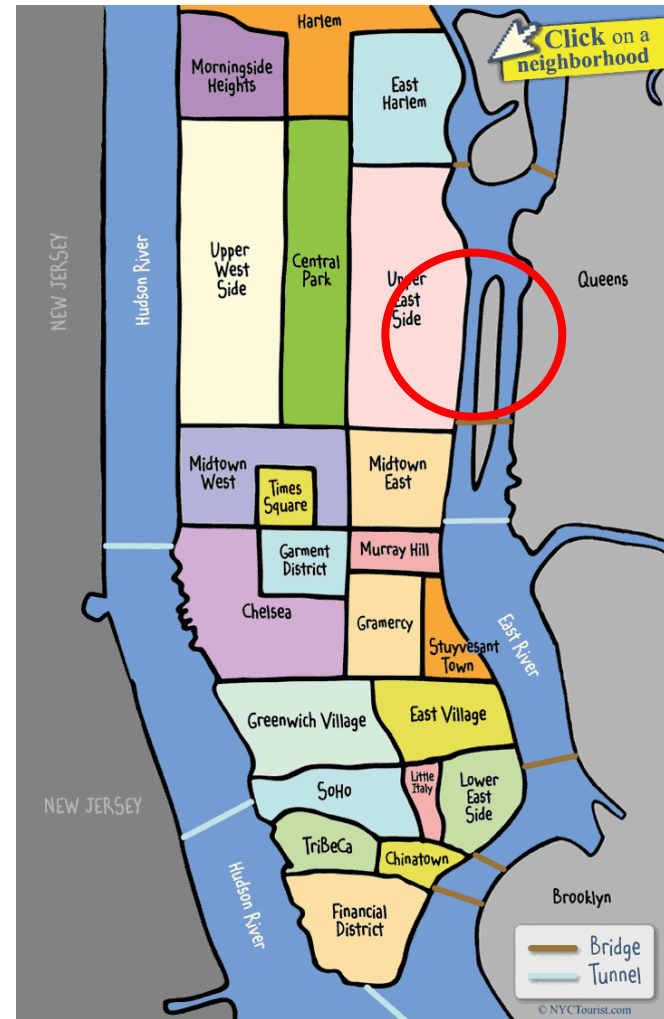 Harlem
Click on a
neighborhood
Morningside
Heights
East
Harlem
NEW JERSEY
Hudson River
Upper
West
Side
Central
Park
Upper
East
Side
Queens
Midtown
West
Times
Square
Midtown
East
Garment
District
Murray Hill
Chelsea
Gramercy
Stuyvesant
Town
East River
Greenwich Village
East Village
NEW JERSEY
SoHo
Little
Italy
Lower
East
Side
TriBeCa
Chinatown
Hudson River
Financial
District
Brooklyn
Bridge
Tunnel
© NYCTourist.com